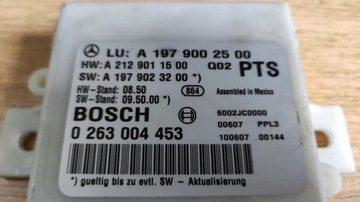 LU: A 197 900 25 00
HW: A 212 901 15 00 Q02 PTS
SW: A 197 902 32 00 *)
HW-Stand: 08.50 864 Assembled in Mexico
SW-Stand: 09.50.00 *)
BOSCH 6002JC0000
0 263 004 453 00607 PPL3
100607 00144
*) gueltig bis zu evtl. SW - Aktualisierung